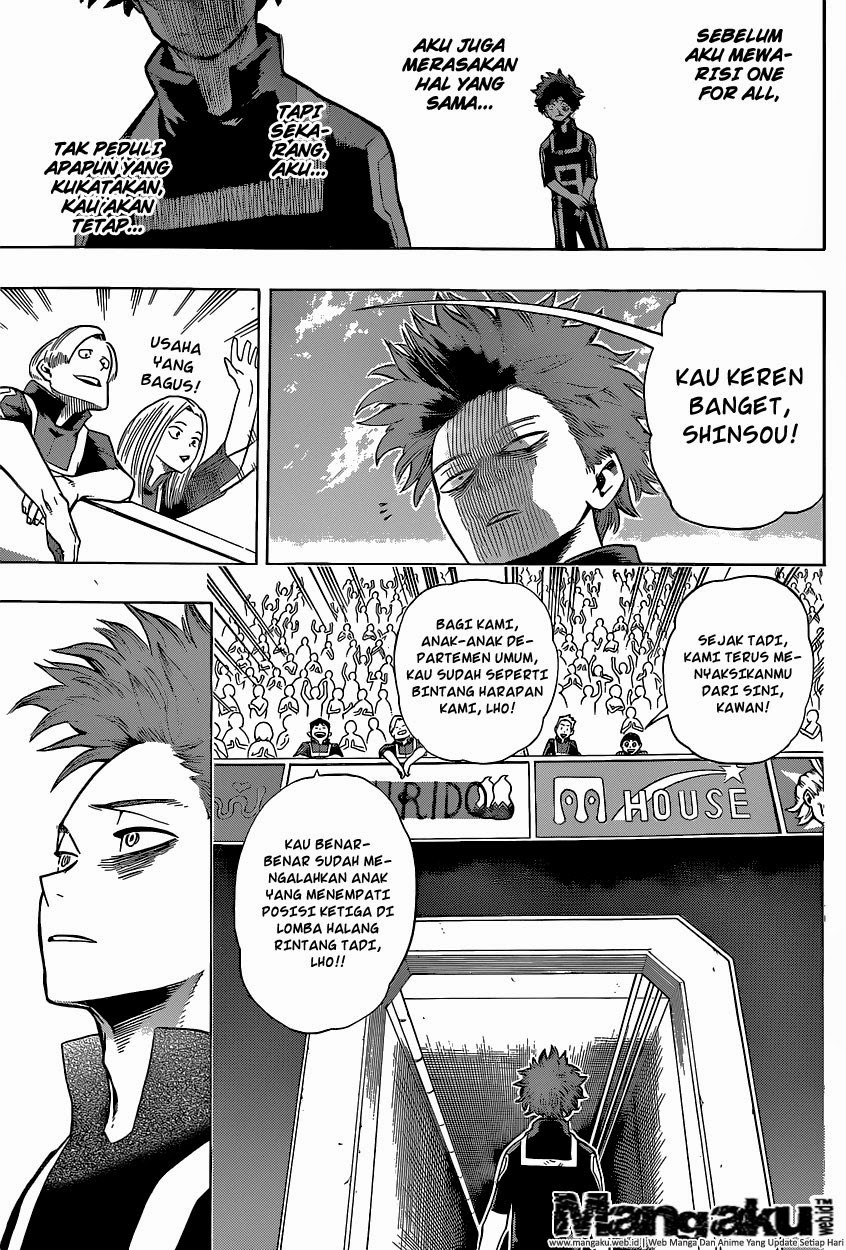 SEBELUM
AKU MEWA-
RISI ONE
FOR ALL,
AKU JUGA
MERASAKAN
HAL YANG
SAMA...
TAPI
SEKA-
RANG,
AKU...
TAK PEDULI
APAPUN YANG
KUKATAKAN,
KAU AKAN
TETAP...
KAU KEREN
BANGET,
SHINSOU!
USAHA
YANG
BAGUS!
SEJAK TADI,
KAMI TERUS ME-
NYAKSIKANMU
DARI SINI,
KAWAN!
BAGI KAMI,
ANAK-ANAK DE-
PARTEMEN UMUM,
KAU SUDAH SEPERTI
BINTANG HARAPAN
KAMI, LHO!
HOUSE
KAU BENAR-
BENAR SUDAH ME-
NGALAHKAN ANAK
YANG MENEMPATI
POSISI KETIGA DI
LOMBA HALANG
RINTANG TADI,
LHO!!
Mangaku
web.id
www.mangaku.web.id || Web Manga Dan Anime Yang Update Setiap Hari